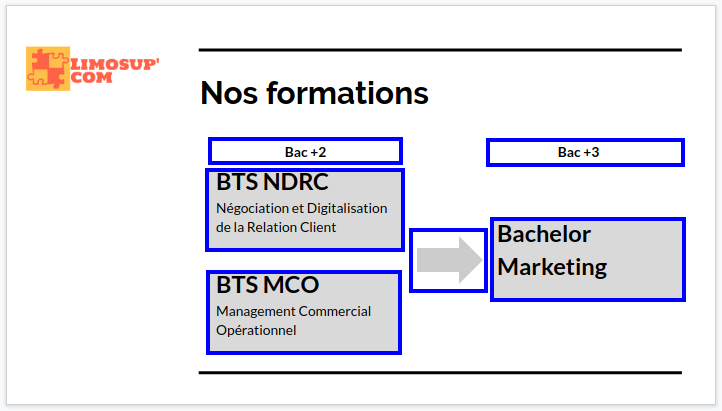 LIMOSUP'
COM
Nos formations
Bac +2
Bac +3
BTS NDRC
Négociation et Digitalisation
de la Relation Client
BTS MCO
Management Commercial
Opérationnel
Bachelor
Marketing